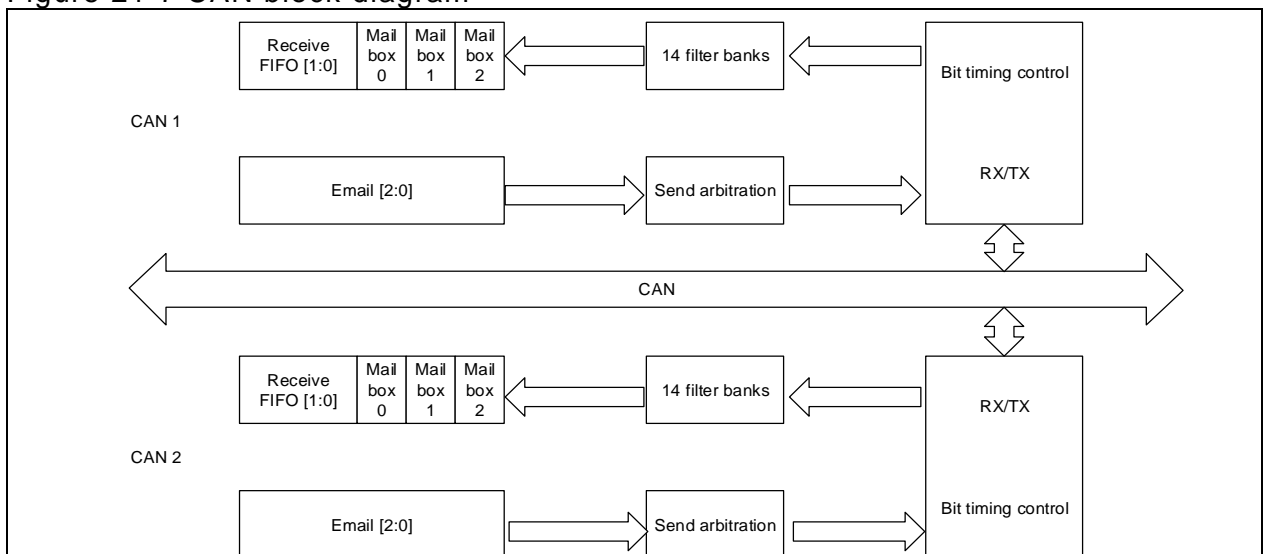 Figure CAN block diagram
Receive
FIFO [1:0]
Mail
box
0
Mail
box
1
Mail
box
2
14 filter banks
Bit timing control
CAN 1
Email [2:0]
Send arbitration
RX/TX
CAN
Receive
FIFO [1:0]
Mail
box
0
Mail
box
1
Mail
box
2
14 filter banks
RX/TX
CAN 2
Email [2:0]
Send arbitration
Bit timing control